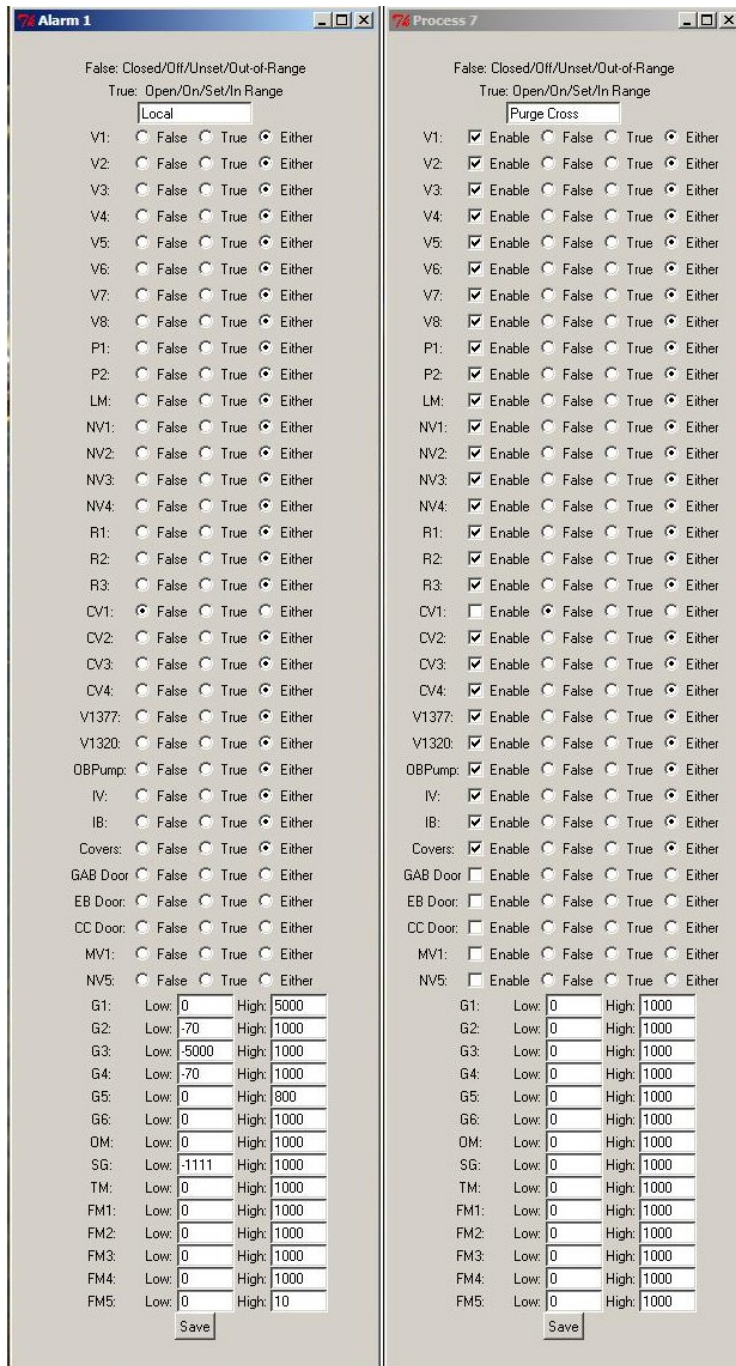 Alarm 1
False: Closed/Off/Unset/Out-of-Range
True: Open/On/Set/In Range
Local
V1: False True Either
V2: False True Either
V3: False True Either
V4: False True Either
V5: False True Either
V6: False True Either
V7: False True Either
V8: False True Either
P1: False True Either
P2: False True Either
LM: False True Either
NV1: False True Either
NV2: False True Either
NV3: False True Either
NV4: False True Either
R1: False True Either
R2: False True Either
R3: False True Either
CV1: False True Either
CV2: False True Either
CV3: False True Either
CV4: False True Either
V1377: False True Either
V1320: False True Either
OBPump: False True Either
IV: False True Either
IB: False True Either
Covers: False True Either
GAB Door False True Either
EB Door: False True Either
CC Door: False True Either
MV1: False True Either
NV5: False True Either
G1: Low: 0 High: 5000
G2: Low: -70 High: 1000
G3: Low: -5000 High: 1000
G4: Low: -70 High: 1000
G5: Low: 0 High: 800
G6: Low: 0 High: 1000
OM: Low: 0 High: 1000
SG: Low: -1111 High: 1000
TM: Low: 0 High: 1000
FM1: Low: 0 High: 1000
FM2: Low: 0 High: 1000
FM3: Low: 0 High: 1000
FM4: Low: 0 High: 1000
FM5: Low: 0 High: 10
Save
Process 7
False: Closed/Off/Unset/Out-of-Range
True: Open/On/Set/In Range
Purge Cross
V1: Enable False True Either
V2: Enable False True Either
V3: Enable False True Either
V4: Enable False True Either
V5: Enable False True Either
V6: Enable False True Either
V7: Enable False True Either
V8: Enable False True Either
P1: Enable False True Either
P2: Enable False True Either
LM: Enable False True Either
NV1: Enable False True Either
NV2: Enable False True Either
NV3: Enable False True Either
NV4: Enable False True Either
R1: Enable False True Either
R2: Enable False True Either
R3: Enable False True Either
CV1: Enable False True Either
CV2: Enable False True Either
CV3: Enable False True Either
CV4: Enable False True Either
V1377: Enable False True Either
V1320: Enable False True Either
OBPump: Enable False True Either
IV: Enable False True Either
IB: Enable False True Either
Covers: Enable False True Either
GAB Door Enable False True Either
EB Door: Enable False True Either
CC Door: Enable False True Either
MV1: Enable False True Either
NV5: Enable False True Either
G1: Low: 0 High: 1000
G2: Low: 0 High: 1000
G3: Low: 0 High: 1000
G4: Low: 0 High: 1000
G5: Low: 0 High: 1000
G6: Low: 0 High: 1000
OM: Low: 0 High: 1000
SG: Low: 0 High: 1000
TM: Low: 0 High: 1000
FM1: Low: 0 High: 1000
FM2: Low: 0 High: 1000
FM3: Low: 0 High: 1000
FM4: Low: 0 High: 1000
FM5: Low: 0 High: 1000
Save